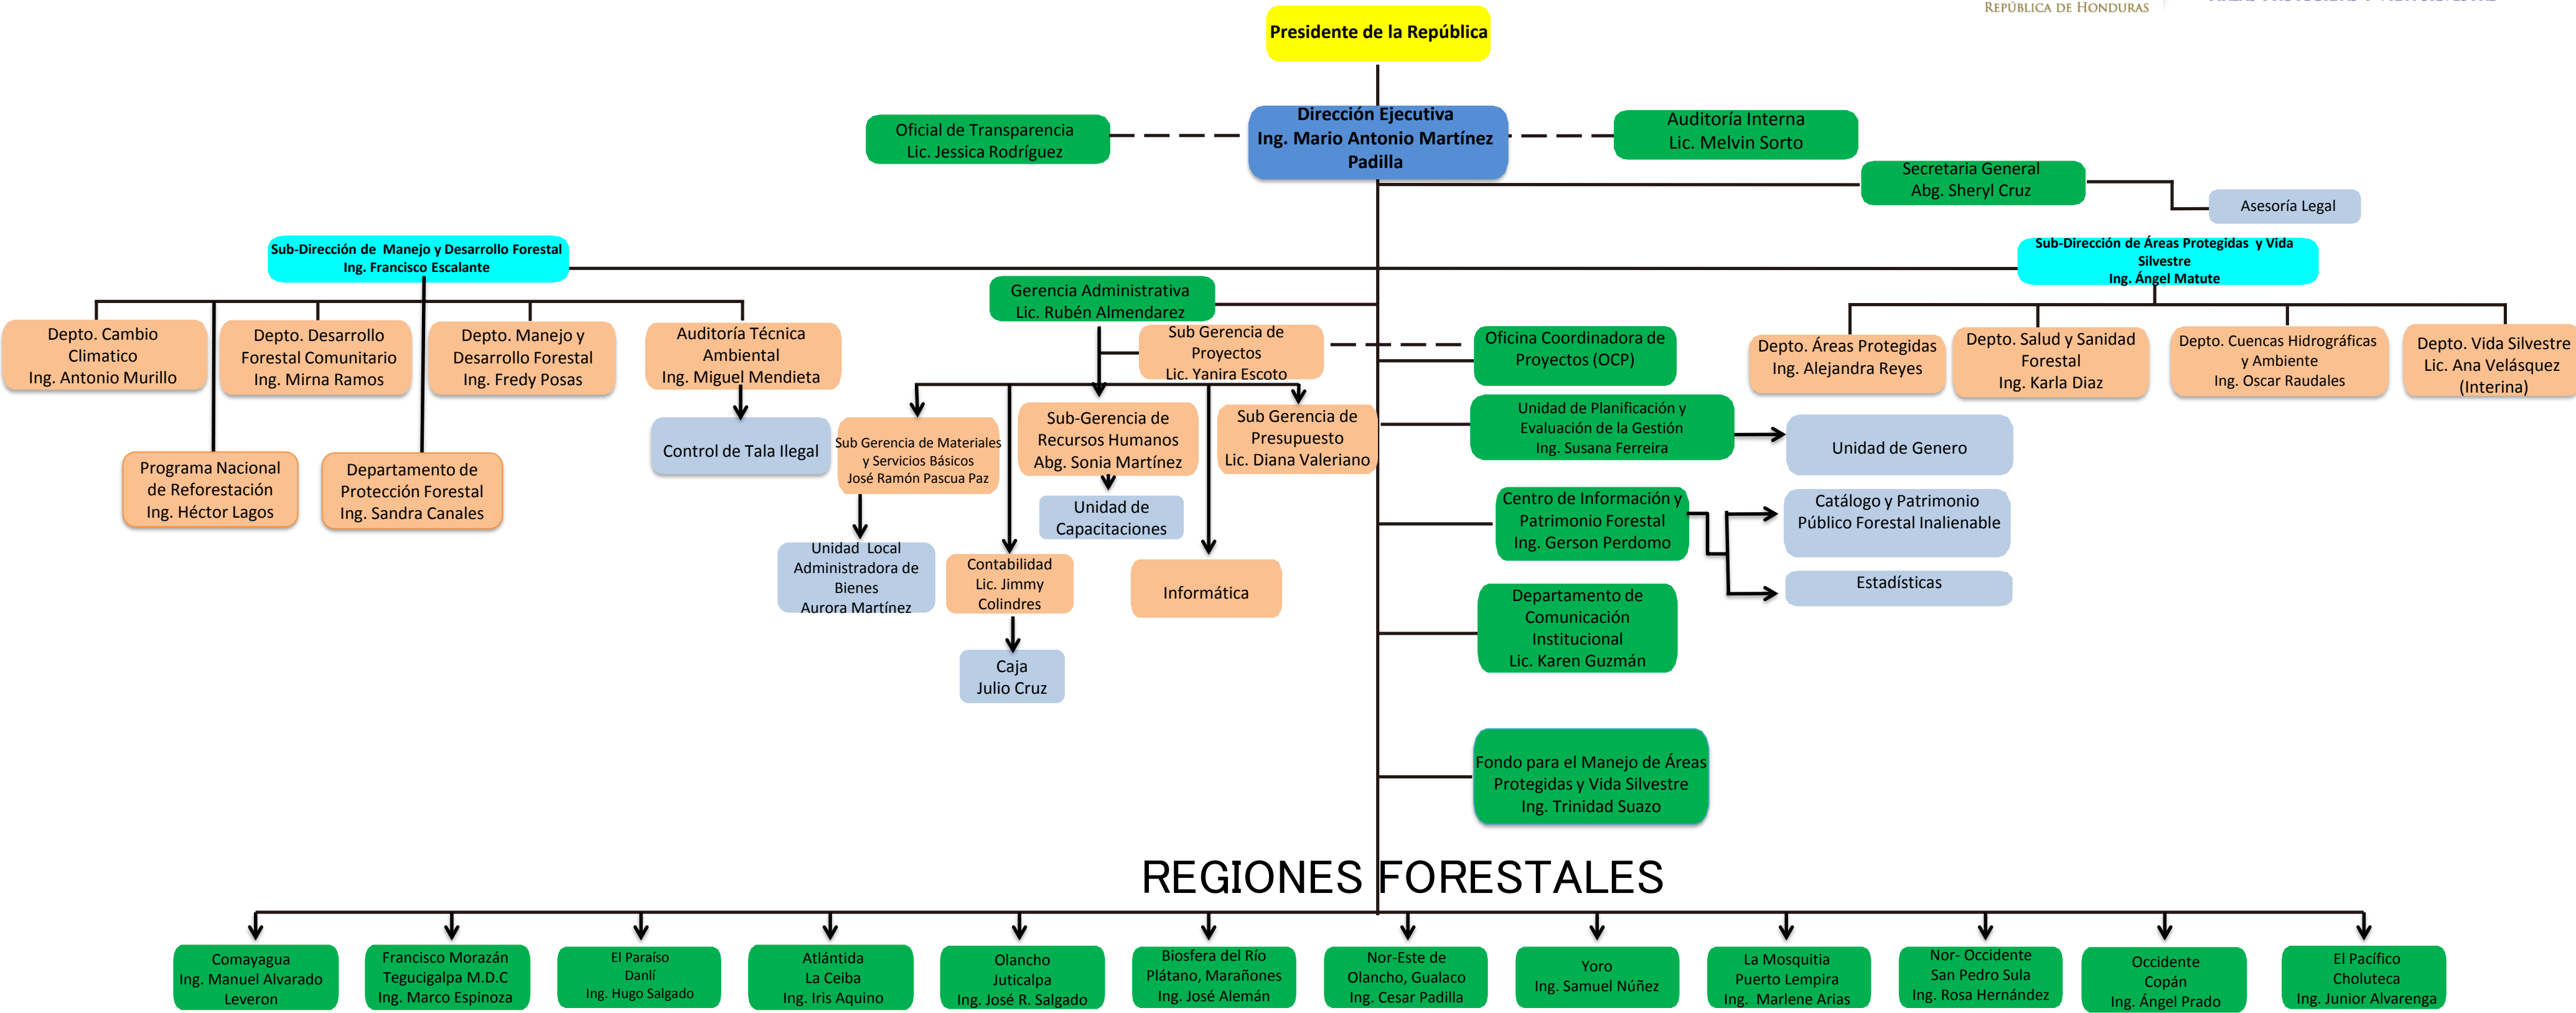 REPÚBLICA DE HONDURAS
Presidente de la República
Dirección Ejecutiva
Ing. Mario Antonio Martínez
Padilla
Oficial de Transparencia
Lic. Jessica Rodríguez
Auditoría Interna
Lic. Melvin Sorto
Secretaria General
Abg. Sheryl Cruz
Asesoría Legal
Sub-Dirección de Manejo y Desarrollo Forestal
Ing. Francisco Escalante
Sub-Dirección de Áreas Protegidas y Vida
Silvestre
Ing. Ángel Matute
Gerencia Administrativa
Lic. Rubén Almendarez
Depto. Cambio
Climatico
Ing. Antonio Murillo
Depto. Desarrollo
Forestal Comunitario
Ing. Mirna Ramos
Depto. Manejo y
Desarrollo Forestal
Ing. Fredy Posas
Auditoría Técnica
Ambiental
Ing. Miguel Mendieta
Sub Gerencia de
Proyectos
Lic. Yanira Escoto
Oficina Coordinadora de
Proyectos (OCP)
Depto. Áreas Protegidas
Ing. Alejandra Reyes
Depto. Salud y Sanidad
Forestal
Ing. Karla Diaz
Depto. Cuencas Hidrográficas
y Ambiente
Ing. Oscar Raudales
Depto. Vida Silvestre
Lic. Ana Velásquez
(Interina)
Programa Nacional
de Reforestación
Ing. Héctor Lagos
Departamento de
Protección Forestal
Ing. Sandra Canales
Control de Tala Ilegal
Sub Gerencia de Materiales
y Servicios Básicos
José Ramón Pascua Paz
Sub-Gerencia de
Recursos Humanos
Abg. Sonia Martínez
Sub Gerencia de
Presupuesto
Lic. Diana Valeriano
Unidad de Planificación y
Evaluación de la Gestión
Ing. Susana Ferreira
Unidad de Genero
Unidad de
Capacitaciones
Centro de Información y
Patrimonio Forestal
Ing. Gerson Perdomo
Catálogo y Patrimonio
Público Forestal Inalienable
Estadísticas
Unidad Local
Administradora de
Bienes
Aurora Martínez
Contabilidad
Lic. Jimmy
Colindres
Informática
Departamento de
Comunicación
Institucional
Lic. Karen Guzmán
Caja
Julio Cruz
Fondo para el Manejo de Áreas
Protegidas y Vida Silvestre
Ing. Trinidad Suazo
REGIONES FORESTALES
Comayagua
Ing. Manuel Alvarado
Leveron
Francisco Morazán
Tegucigalpa M.D.C
Ing. Marco Espinoza
El Paraíso
Danlí
Ing. Hugo Salgado
Atlántida
La Ceiba
Ing. Iris Aquino
Olancho
Juticalpa
Ing. José R. Salgado
Biosfera del Río
Plátano, Marañones
Ing. José Alemán
Nor-Este de
Olancho, Gualaco
Ing. Cesar Padilla
Yoro
Ing. Samuel Núñez
La Mosquitia
Puerto Lempira
Ing. Marlene Arias
Nor- Occidente
San Pedro Sula
Ing. Rosa Hernández
Occidente
Copán
Ing. Ángel Prado
El Pacífico
Choluteca
Ing. Junior Alvarenga